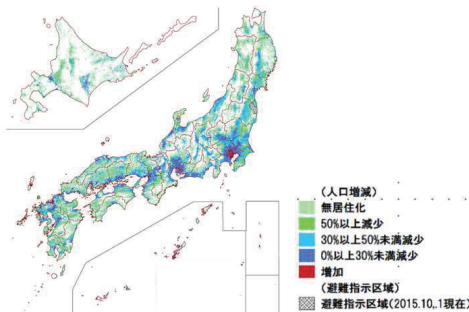 (人口増減)
無居住化
50%以上減少
30%以上50%未満減少
0%以上30%未満減少
増加
(避難指示区域)
避難指示区域(2015.10,.1現在)